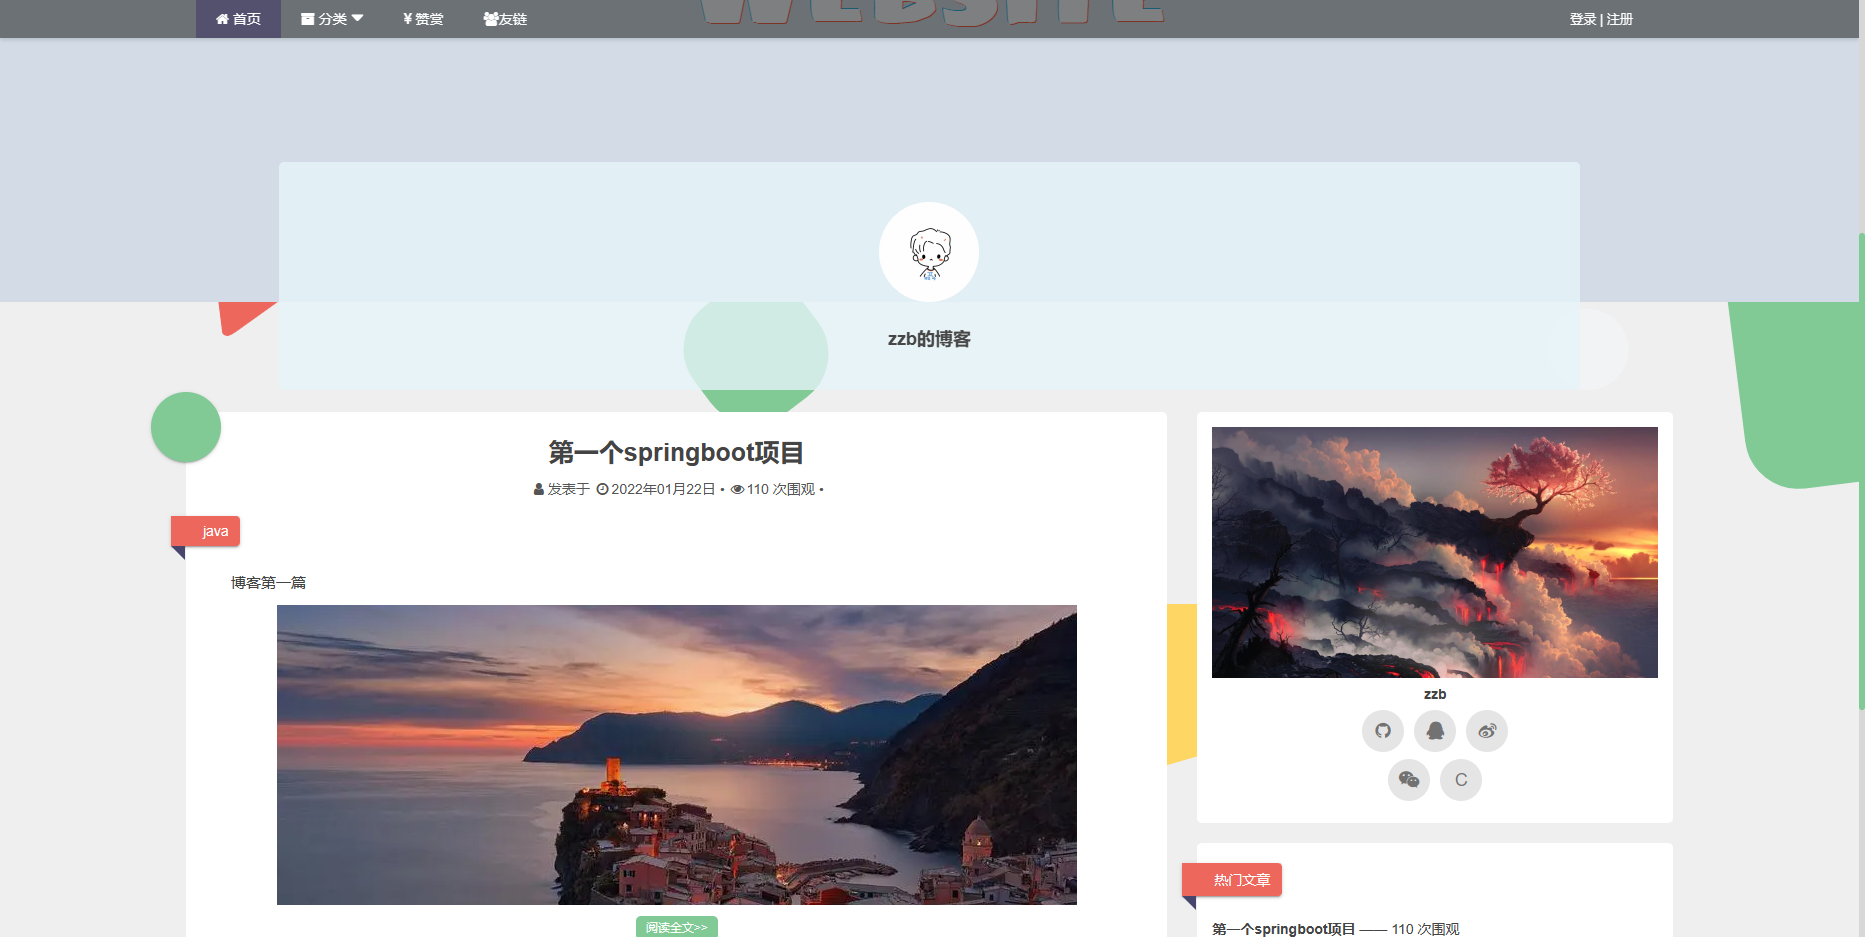 首页 分类 ¥ 赞赏 友链 登录 | 注册
WEBSITE
zzb的博客
第一个springboot项目
发表于 2022年01月22日 • 110 次围观 •
java
博客第一篇
阅读全文>>
zzb
C
热门文章
第一个springboot项目 —— 110 次围观